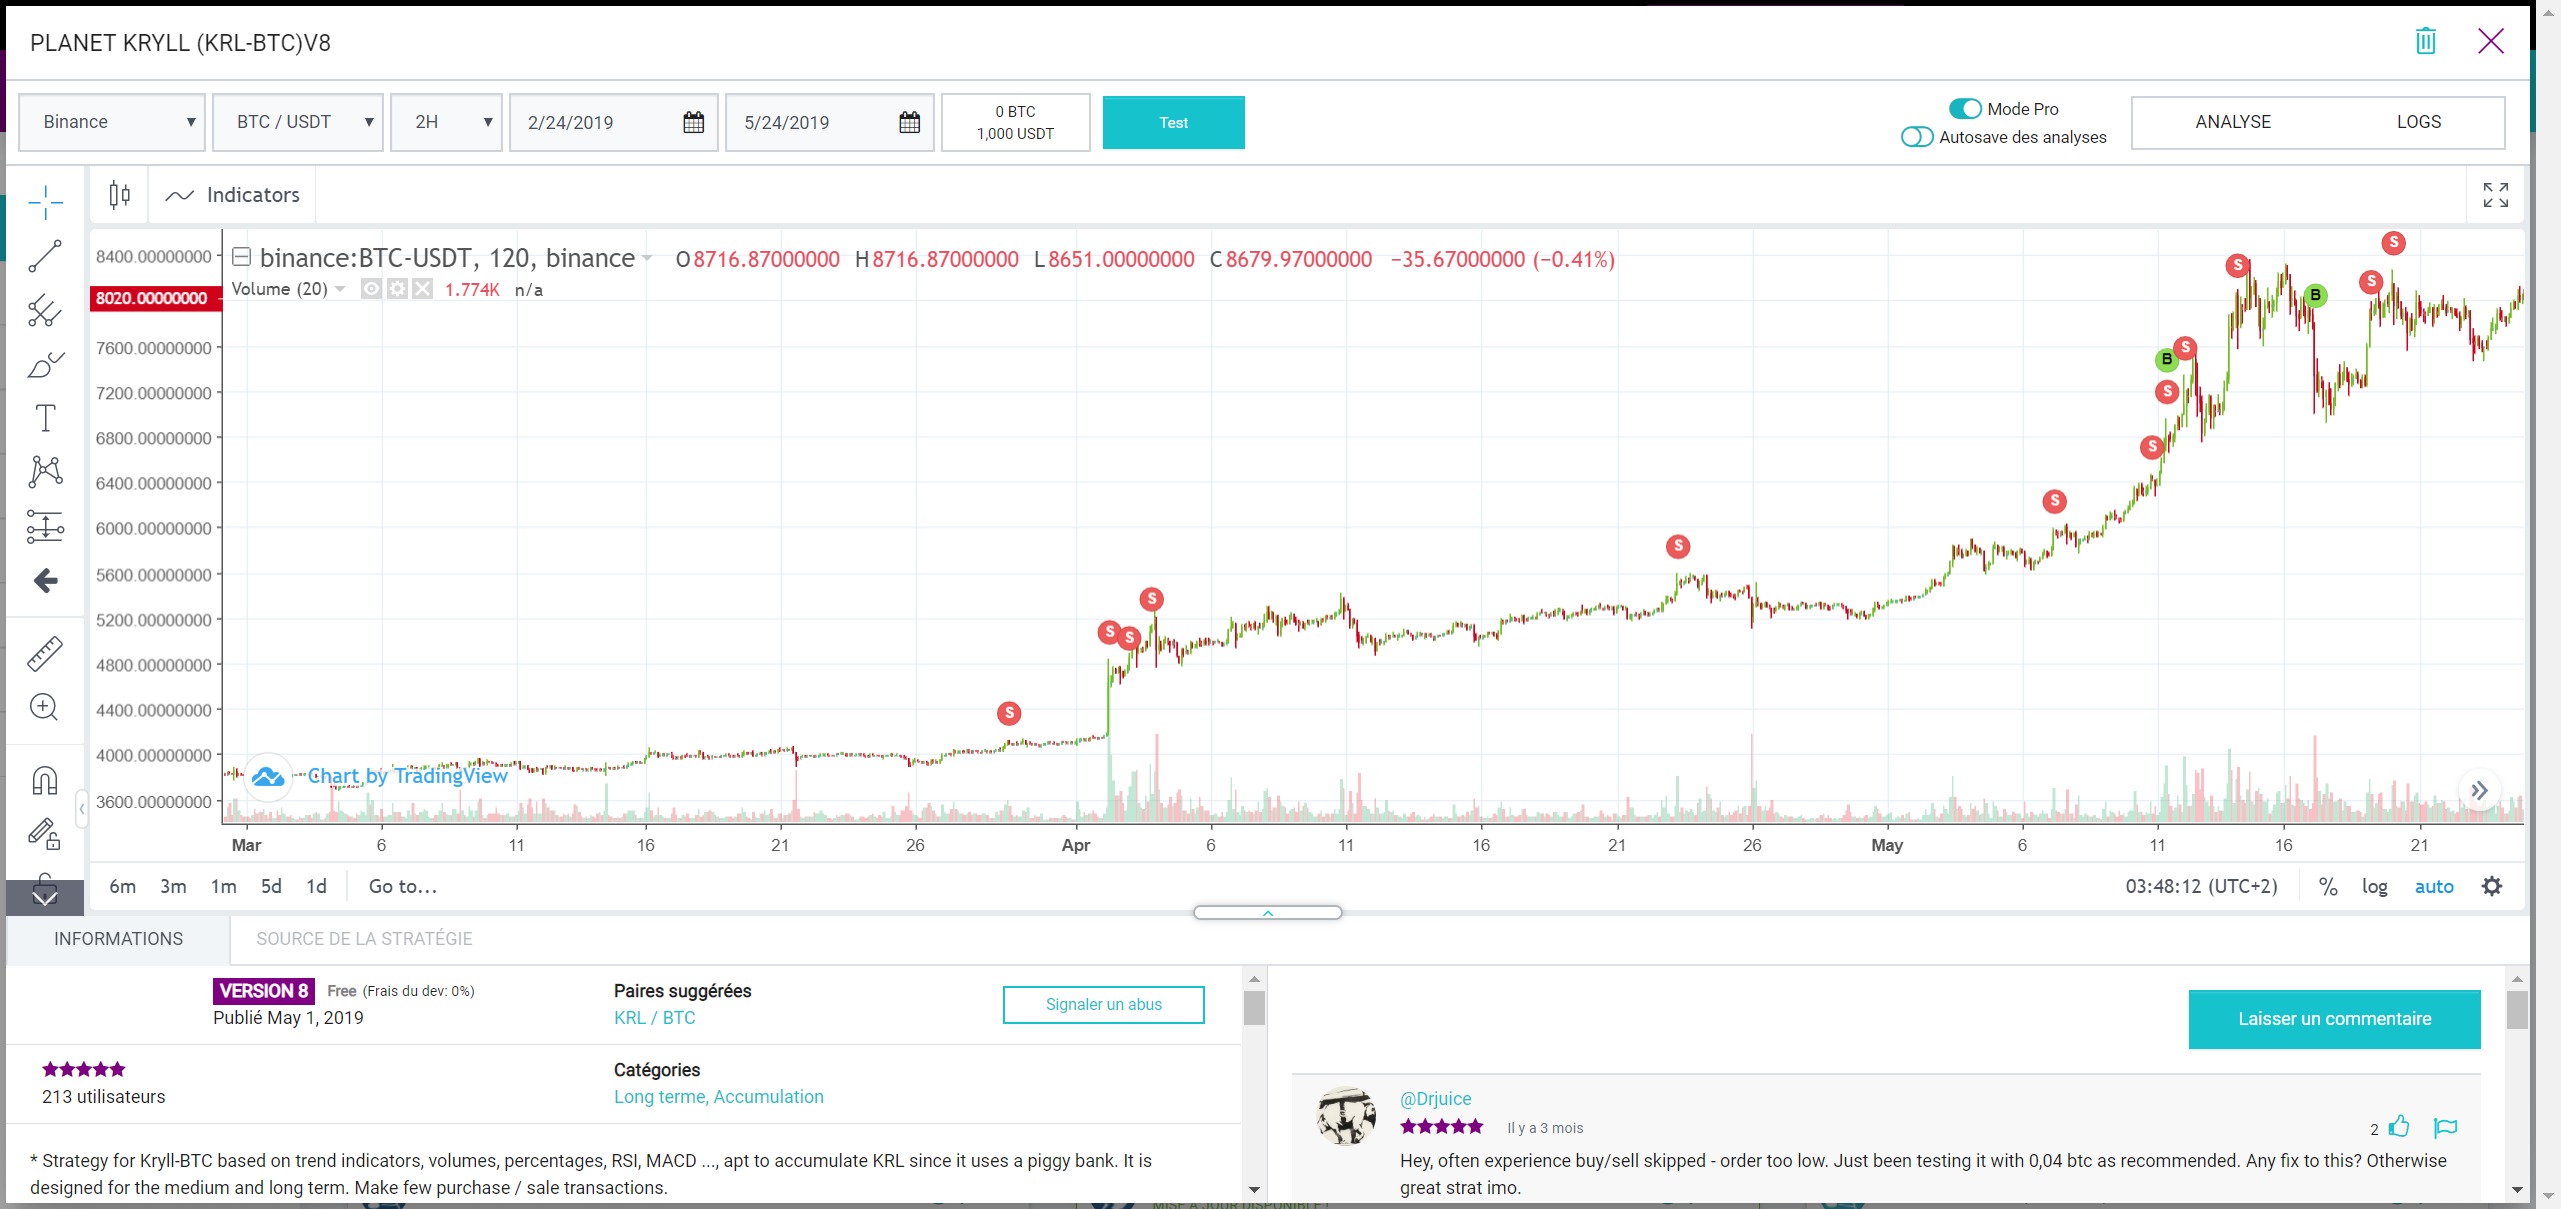 PLANET KRYLL (KRL-BTC)V8
Binance
BTC / USDT
2H
2/24/2019
5/24/2019
0 BTC
1,000 USDT
Test
Mode Pro
Autosave des analyses
ANALYSE
LOGS
Indicators
binance:BTC-USDT, 120, binance
O8716.87000000 H8716.87000000 L8651.00000000 C8679.97000000 −35.67000000 (−0.41%)
Volume (20)
1.774K n/a
8400.00000000
8020.00000000
7600.00000000
7200.00000000
6800.00000000
6400.00000000
6000.00000000
5600.00000000
5200.00000000
4800.00000000
4400.00000000
4000.00000000
3600.00000000
S
S
S
S
S
S
S
S
B
S
S
B
S
S
Chart by TradingView
Mar 6 11 16 21 26 Apr 6 11 16 21 26 May 6 11 16 21
6m 3m 1m 5d 1d Go to...
03:48:12 (UTC+2) % log auto
INFORMATIONS
SOURCE DE LA STRATÉGIE
VERSION 8 Free (Frais du dev: 0%)
Publié May 1, 2019
Paires suggérées
KRL / BTC
Signaler un abus
213 utilisateurs
Catégories
Long terme, Accumulation
* Strategy for Kryll-BTC based on trend indicators, volumes, percentages, RSI, MACD ..., apt to accumulate KRL since it uses a piggy bank. It is
designed for the medium and long term. Make few purchase / sale transactions.
Laisser un commentaire
@Drjuice
Il y a 3 mois
2
Hey, often experience buy/sell skipped - order too low. Just been testing it with 0,04 btc as recommended. Any fix to this? Otherwise
great strat imo.
MISE A JOUR DISPONIBLE !